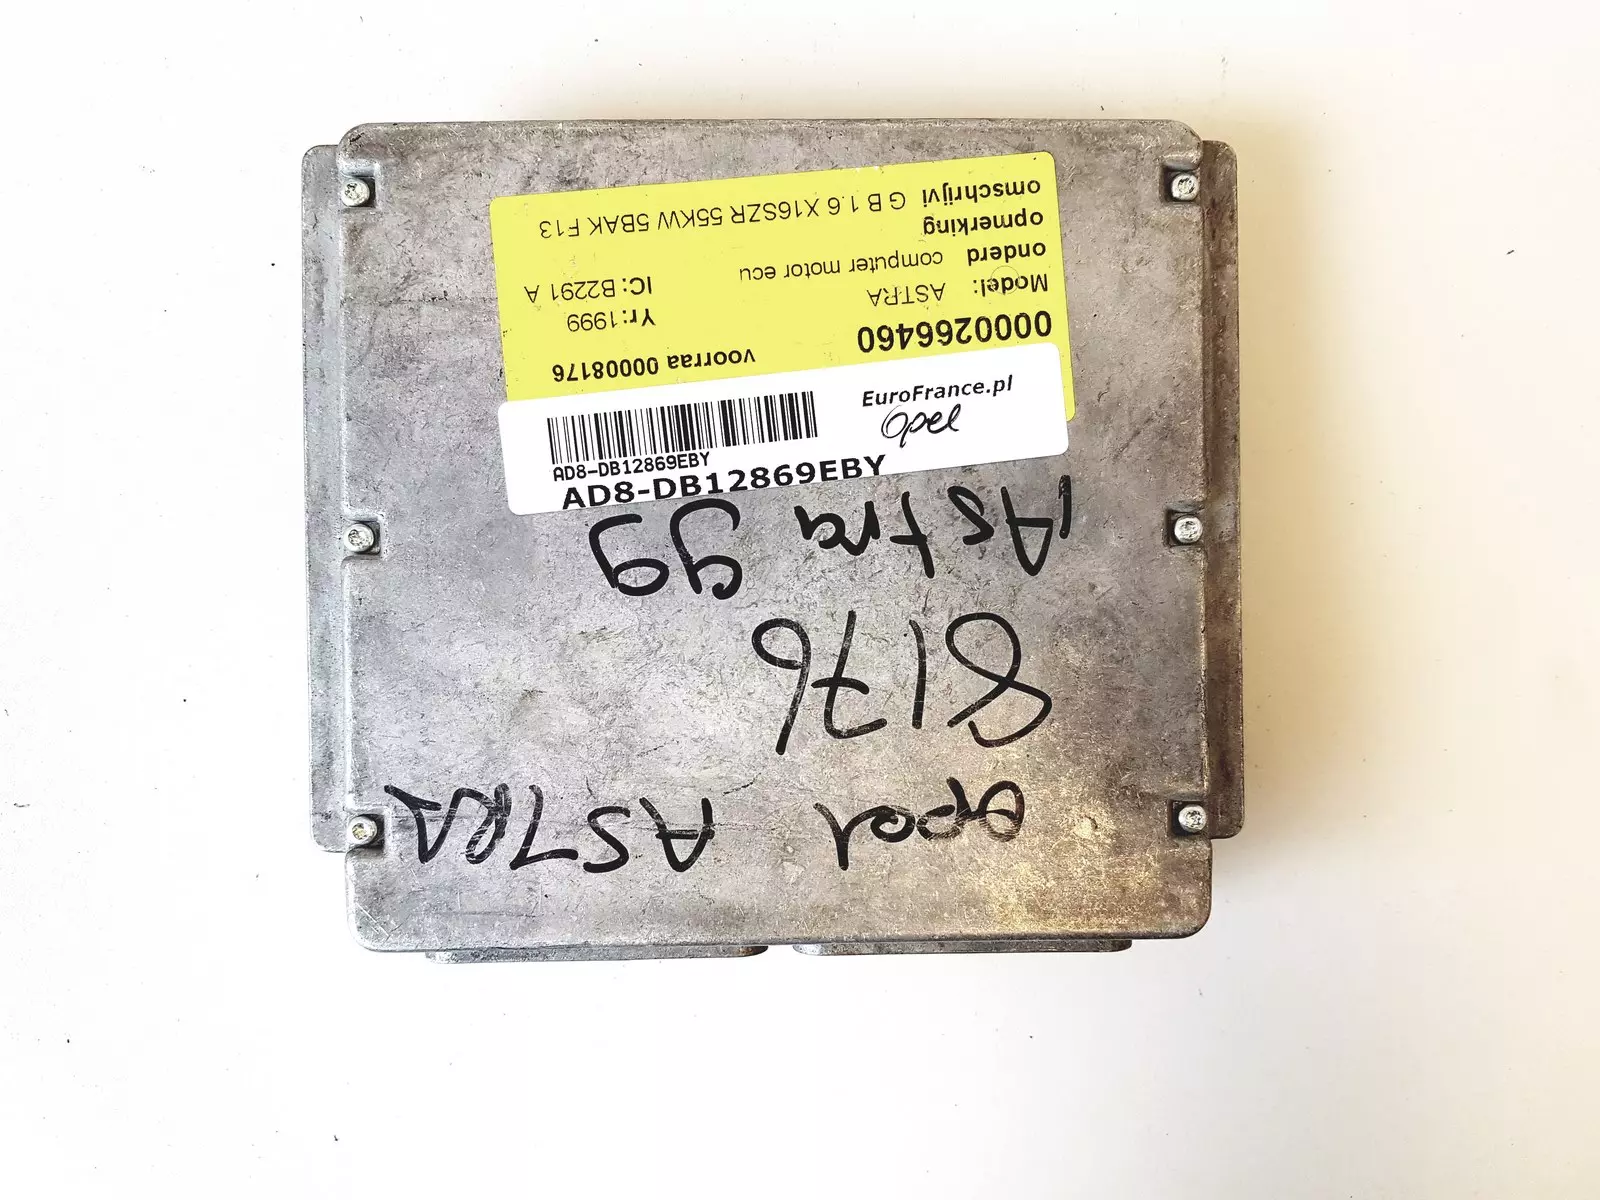 0000266460 voorraa 00008176
Model: ASTRA Yr: 1999
onderd computer motor ecu IC: B2291 A
opmerking
omschrijvi G B 1.6 X16SZR 55KW 5BAK F13
EuroFrance.pl
Opel
AD8-DB12869EBY
AD8-DB12869EBY
Astra 99
8176
opel ASTRA